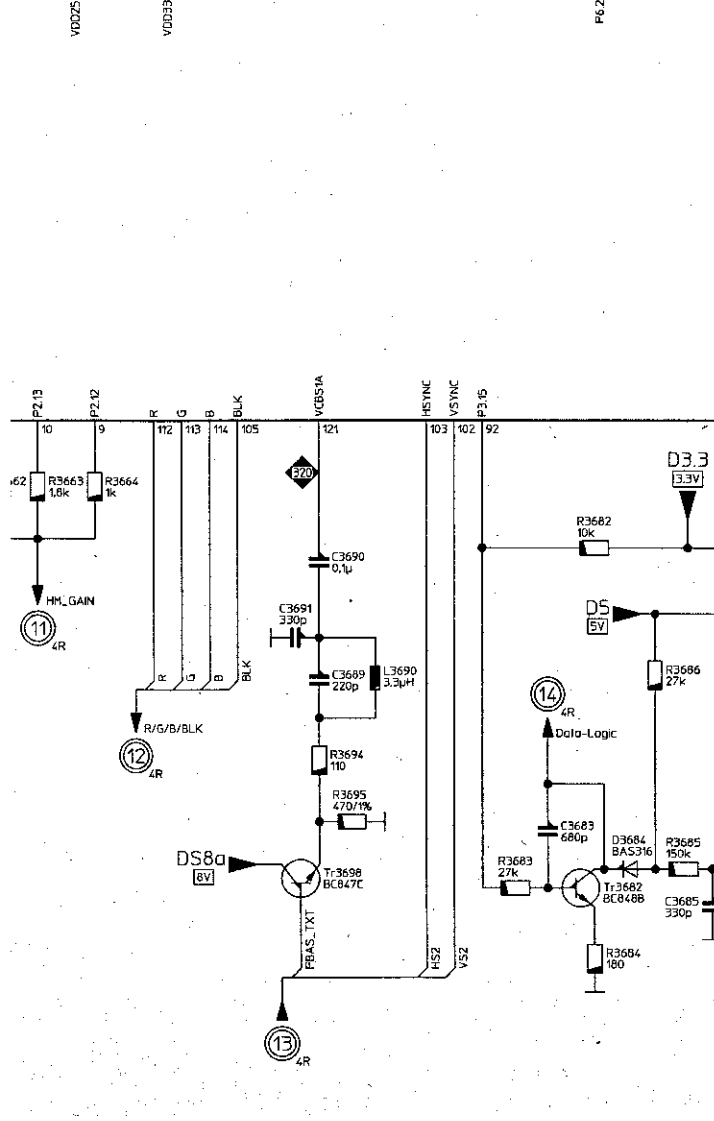 VDD25
VDD33
P6.2
P2.13
P2.12
R
G
B
BLK
VCBS1A
HSYNC
VSYNC
P3.15
10
9
112
113
114
105
121
103
102
92
320
D3.3
3.3V
R3663
1,8k
R3664
1k
R3682
10k
C3690
0,1µ
HM_GAIN
11
4R
C3691
330p
D5
5V
R
G
B
BLK
C3689
220p
L3690
3,3µH
R3686
27k
14
4R
R/G/B/BLK
12
4R
Data-Logic
R3694
110
R3695
470/1%
C3683
680p
D3684
BAS316
R3685
150k
DS8a
8V
Tr3698
BC847C
R3683
27k
Tr3682
BC848B
C3685
330p
FBAS_TXT
HS2
VS2
R3684
180
13
4R